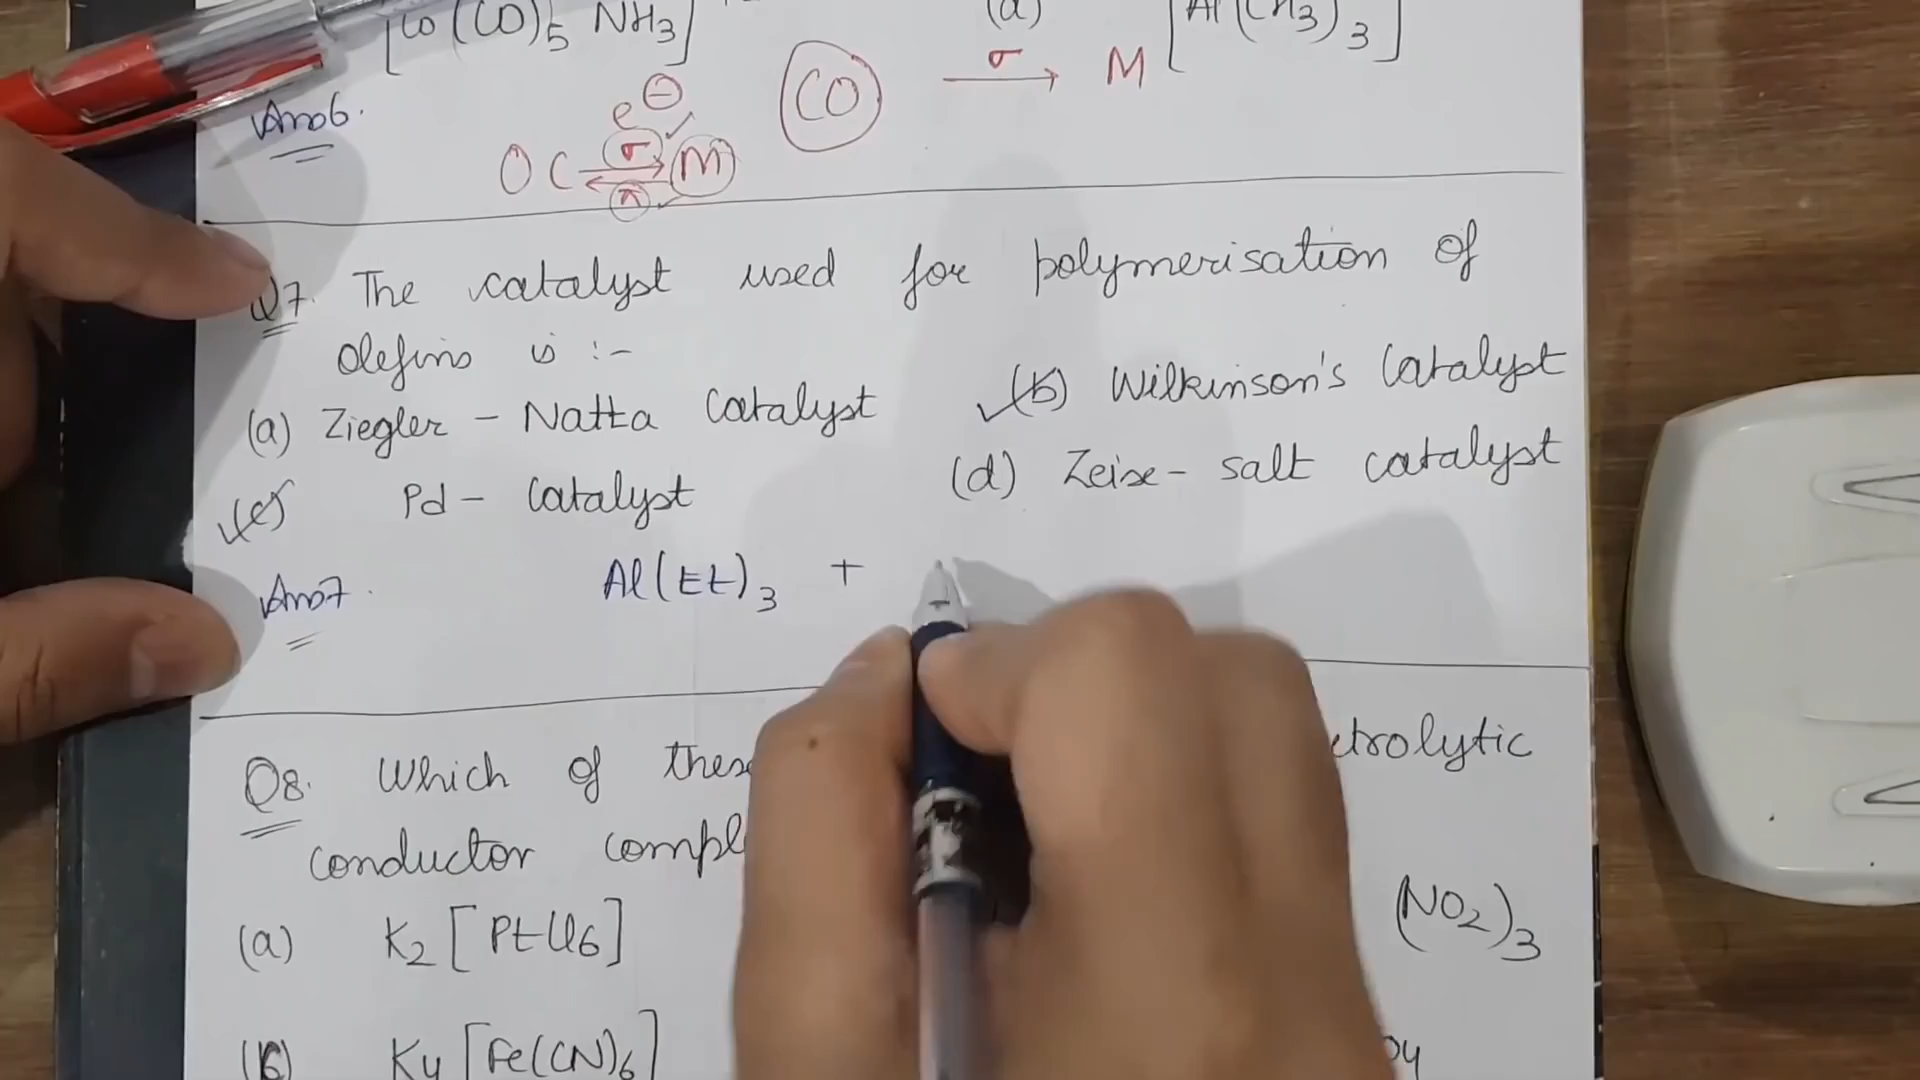 [Co(CO)5 NH3] (a) [Al(CH3)3]
CO σ → M
Ans6.
e⊖
OC σ M
π
Q7. The catalyst used for polymerisation of
olefins is :-
(a) Ziegler - Natta Catalyst (b) Wilkinson's Catalyst
(c) Pd - Catalyst (d) Zeise - salt catalyst
Ans7. Al(Et)3 +
Q8. Which of these ctrolytic
conductor compl
(a) K2[PtCl6] (NO2)3
(b) K4[Fe(CN)6]